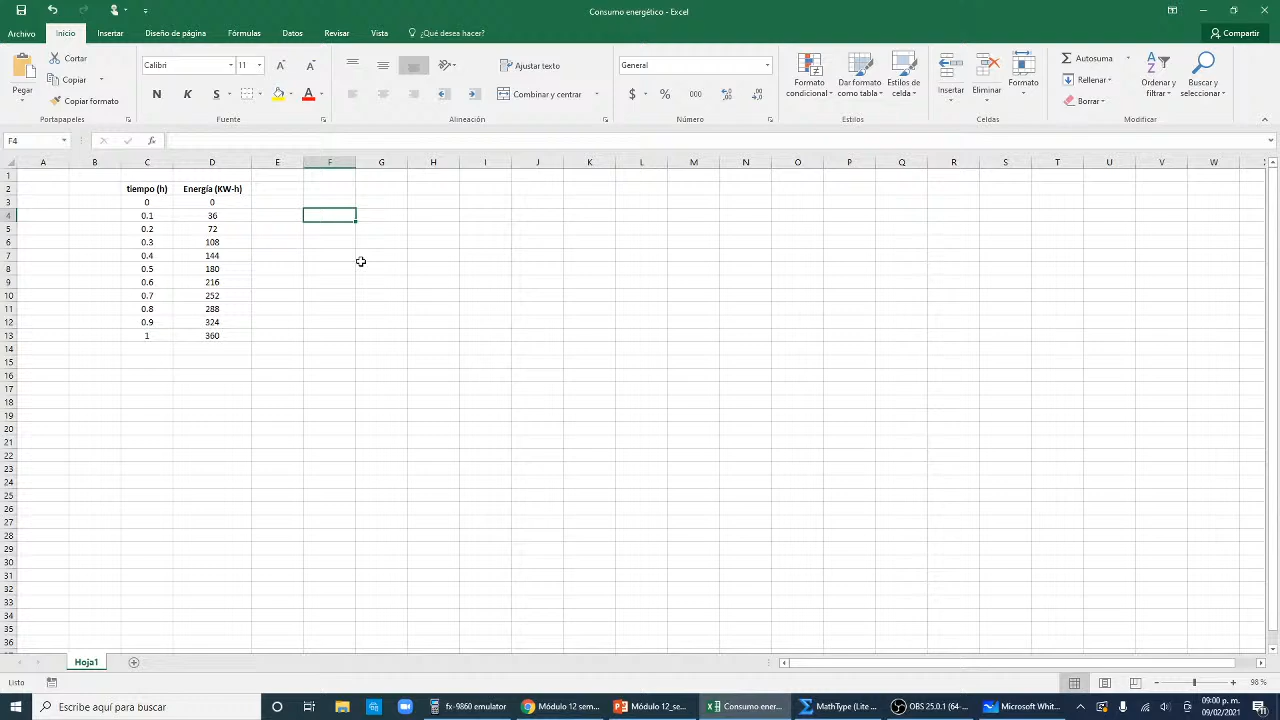 Consumo energético - Excel
Archivo Inicio Insertar Diseño de página Fórmulas Datos Revisar Vista ¿Qué desea hacer? Compartir
Pegar
Cortar
Copiar
Copiar formato
Calibri 11
N K S
Ajustar texto
Combinar y centrar
General
$ % 000
Formato condicional
Dar formato como tabla
Estilos de celda
Insertar Eliminar Formato
Autosuma
Rellenar
Borrar
Ordenar y filtrar
Buscar y seleccionar
Portapapeles Fuente Alineación Número Estilos Celdas Modificar
F4 fx
A B C D E F G H I J K L M N O P Q R S T U V W
1
2 tiempo (h) Energía (KW-h)
3 0 0
4 0.1 36
5 0.2 72
6 0.3 108
7 0.4 144
8 0.5 180
9 0.6 216
10 0.7 252
11 0.8 288
12 0.9 324
13 1 360
14
15
16
17
18
19
20
21
22
23
24
25
26
27
28
29
30
31
32
33
34
35
36
Hoja1
Listo 98 %
Escribe aquí para buscar fx-9860 emulator Módulo 12 sem... Módulo 12_se... Consumo ener... MathType (Lite ... OBS 25.0.1 (64-... Microsoft Whit... 09:00 p. m.
09/02/2021